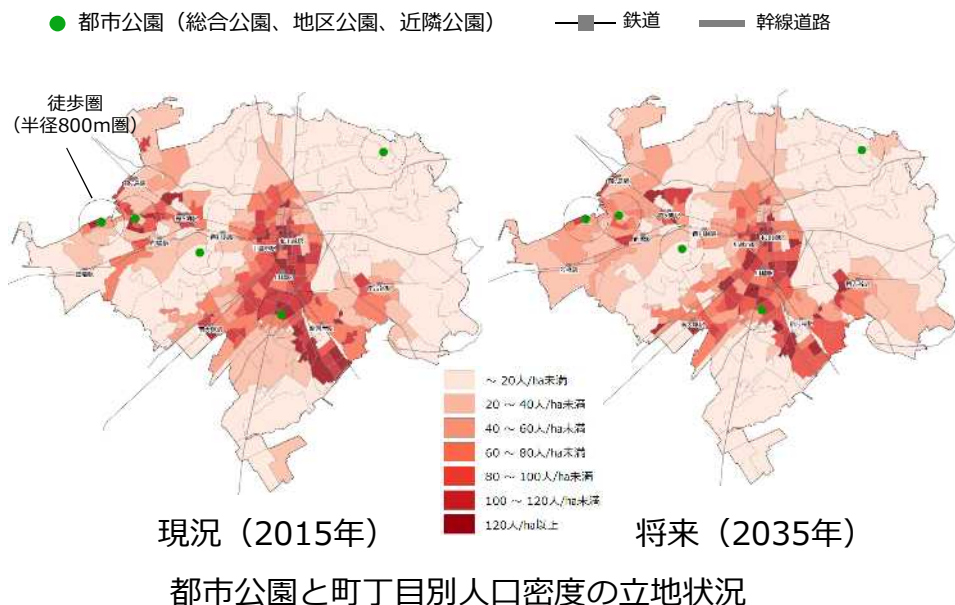 都市公園（総合公園、地区公園、近隣公園）
鉄道
幹線道路
徒歩圏
（半径800m圏）
～ 20人/ha未満
20 ～ 40人/ha未満
40 ～ 60人/ha未満
60 ～ 80人/ha未満
80 ～ 100人/ha未満
100 ～ 120人/ha未満
120人/ha以上
現況（2015年）
将来（2035年）
都市公園と町丁目別人口密度の立地状況